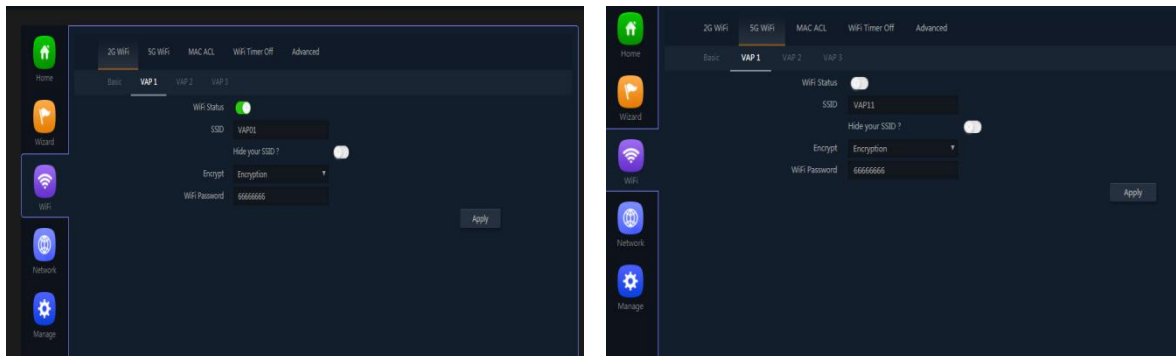 2G WiFi 5G WiFi MAC ACL WiFi Timer Off Advanced
Basic VAP 1 VAP 2 VAP 3
Home
WiFi Status
SSID VAP01
Wizard
Hide your SSID ?
Encrypt Encryption
WiFi
WiFi Password 66666666
Apply
Network
Manage
2G WiFi 5G WiFi MAC ACL WiFi Timer Off Advanced
Home
Basic VAP 1 VAP 2 VAP 3
WiFi Status
SSID VAP11
Wizard
Hide your SSID ?
Encrypt Encryption
WiFi Password 66666666
WiFi
Apply
Network
Manage